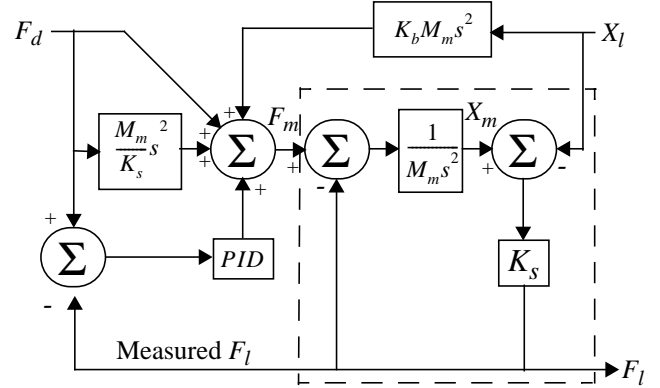 F_d
K_b M_m s^2
X_l
+
+
+
+
+
F_m
+
-
Σ
Σ
Σ
M_m/K_s s^2
1/M_m s^2
X_m
+
-
+
Σ
-
PID
K_s
Measured F_l
F_l